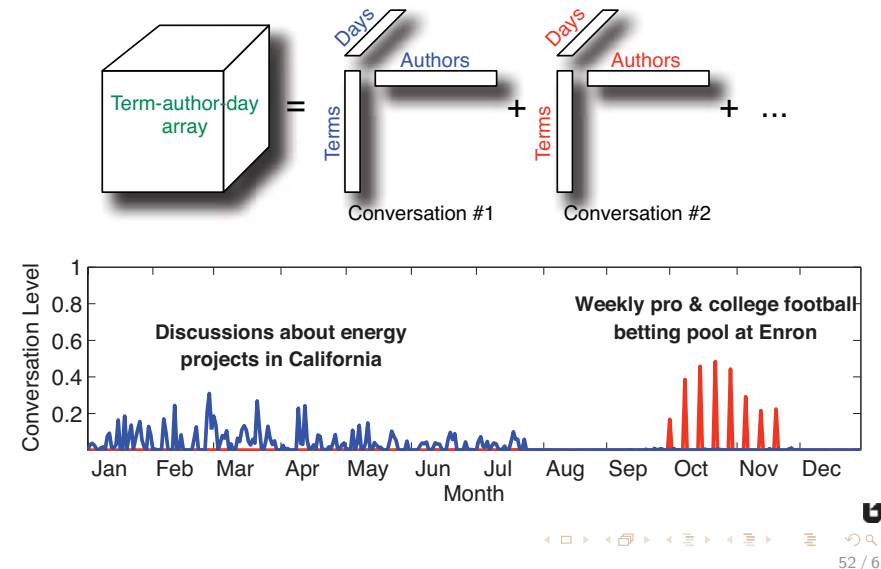 Days
Authors
Terms
Term-author-day
array
=
Conversation #1
+
Days
Authors
Terms
Conversation #2
+ ...
Conversation Level
1
0.8
0.6
0.4
0.2
Discussions about energy
projects in California
Weekly pro & college football
betting pool at Enron
Jan Feb Mar Apr May Jun Jul Aug Sep Oct Nov Dec
Month
52 / 6